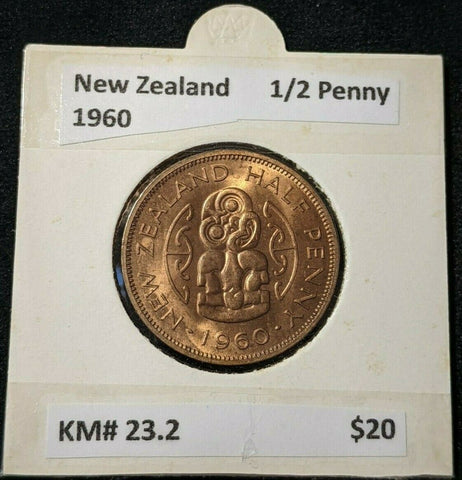 New Zealand 1/2 Penny
1960
NEW ZEALAND HALF PENNY
· 1960 ·
KM# 23.2 $20